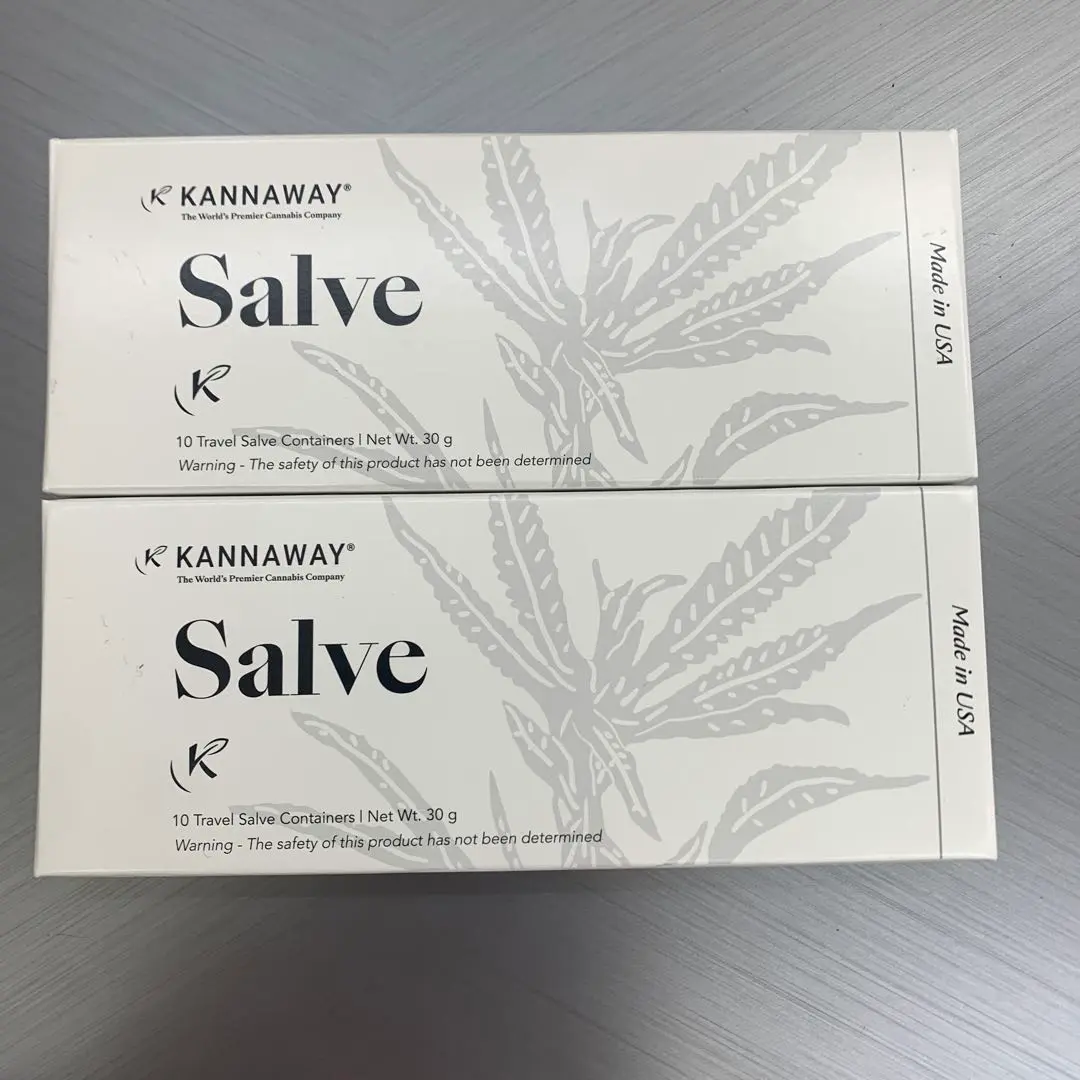 KANNAWAY®
The World's Premier Cannabis Company
Salve
10 Travel Salve Containers | Net Wt. 30 g
Warning - The safety of this product has not been determined
Made in USA
KANNAWAY®
The World's Premier Cannabis Company
Salve
10 Travel Salve Containers | Net Wt. 30 g
Warning - The safety of this product has not been determined
Made in USA